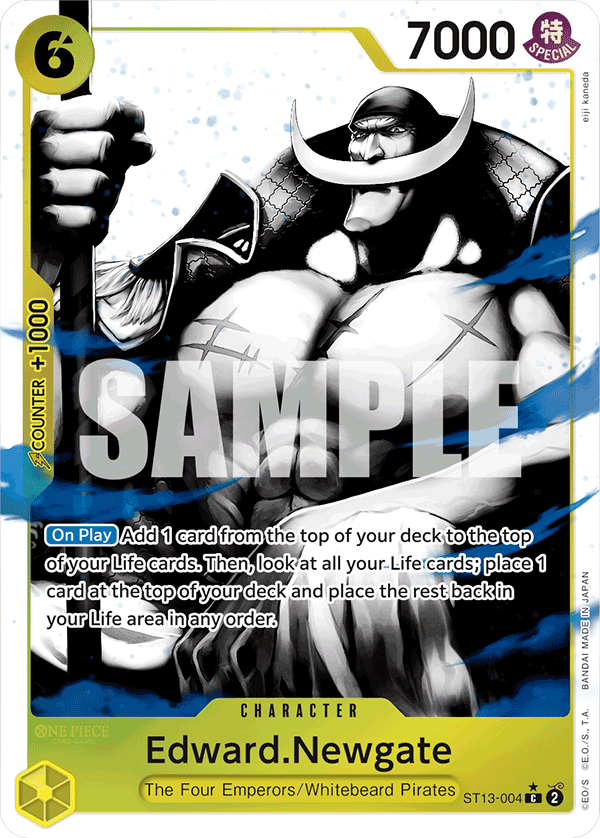 6
7000
特
SPECIAL
eiji kaneda
COUNTER +1000
SAMPLE
On Play Add 1 card from the top of your deck to the top
of your Life cards. Then, look at all your Life cards; place 1
card at the top of your deck and place the rest back in
your Life area in any order.
CHARACTER
ONE PIECE
CARD GAME
Edward.Newgate
The Four Emperors/Whitebeard Pirates
ST13-004 ★ C 2
©EO/S ©E.O./S., T.A. BANDAI MADE IN JAPAN